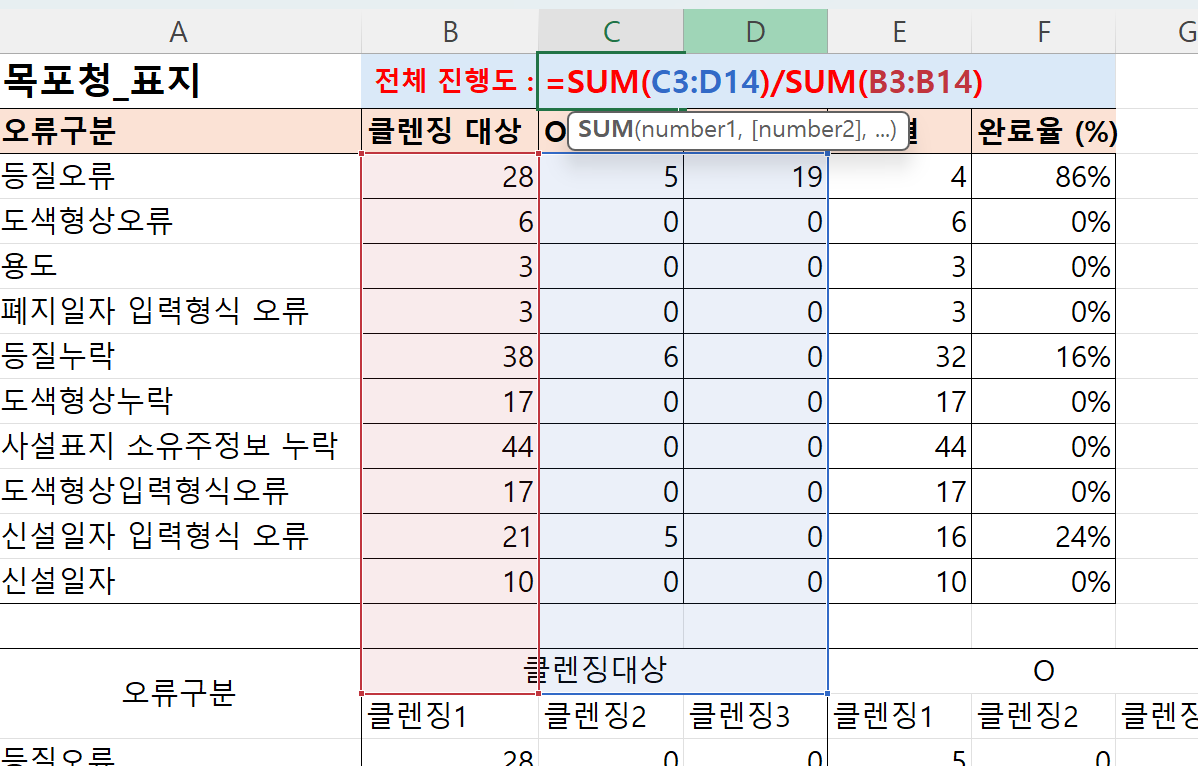 A B C D E F G
목포청_표지 전체 진행도 : =SUM(C3:D14)/SUM(B3:B14)
SUM(number1, [number2], ...)
오류구분 클렌징 대상 O 완료율 (%)
등질오류 28 5 19 4 86%
도색형상오류 6 0 0 6 0%
용도 3 0 0 3 0%
폐지일자 입력형식 오류 3 0 0 3 0%
등질누락 38 6 0 32 16%
도색형상누락 17 0 0 17 0%
사설표지 소유주정보 누락 44 0 0 44 0%
도색형상입력형식오류 17 0 0 17 0%
신설일자 입력형식 오류 21 5 0 16 24%
신설일자 10 0 0 10 0%
오류구분 클렌징대상 O
클렌징1 클렌징2 클렌징3 클렌징1 클렌징2 클렌징
등질오류 28 0 0 5 0